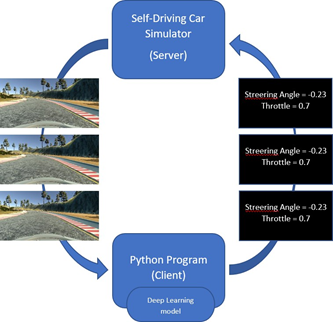 Self-Driving Car
Simulator
(Server)
Streering Angle = -0.23
Throttle = 0.7
Streering Angle = -0.23
Throttle = 0.7
Streering Angle = -0.23
Throttle = 0.7
Python Program
(Client)
Deep Learning
model